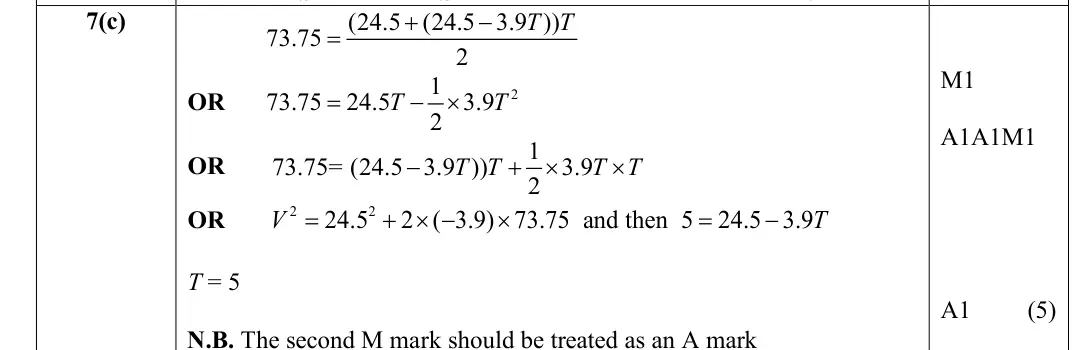 7(c)
73.75 = (24.5 + (24.5 − 3.9T))T / 2
M1
OR 73.75 = 24.5T − 1/2 × 3.9T²
A1A1M1
OR 73.75= (24.5 − 3.9T))T + 1/2 × 3.9T × T
OR V² = 24.5² + 2 × (−3.9) × 73.75 and then 5 = 24.5 − 3.9T
T = 5
A1 (5)
N.B. The second M mark should be treated as an A mark